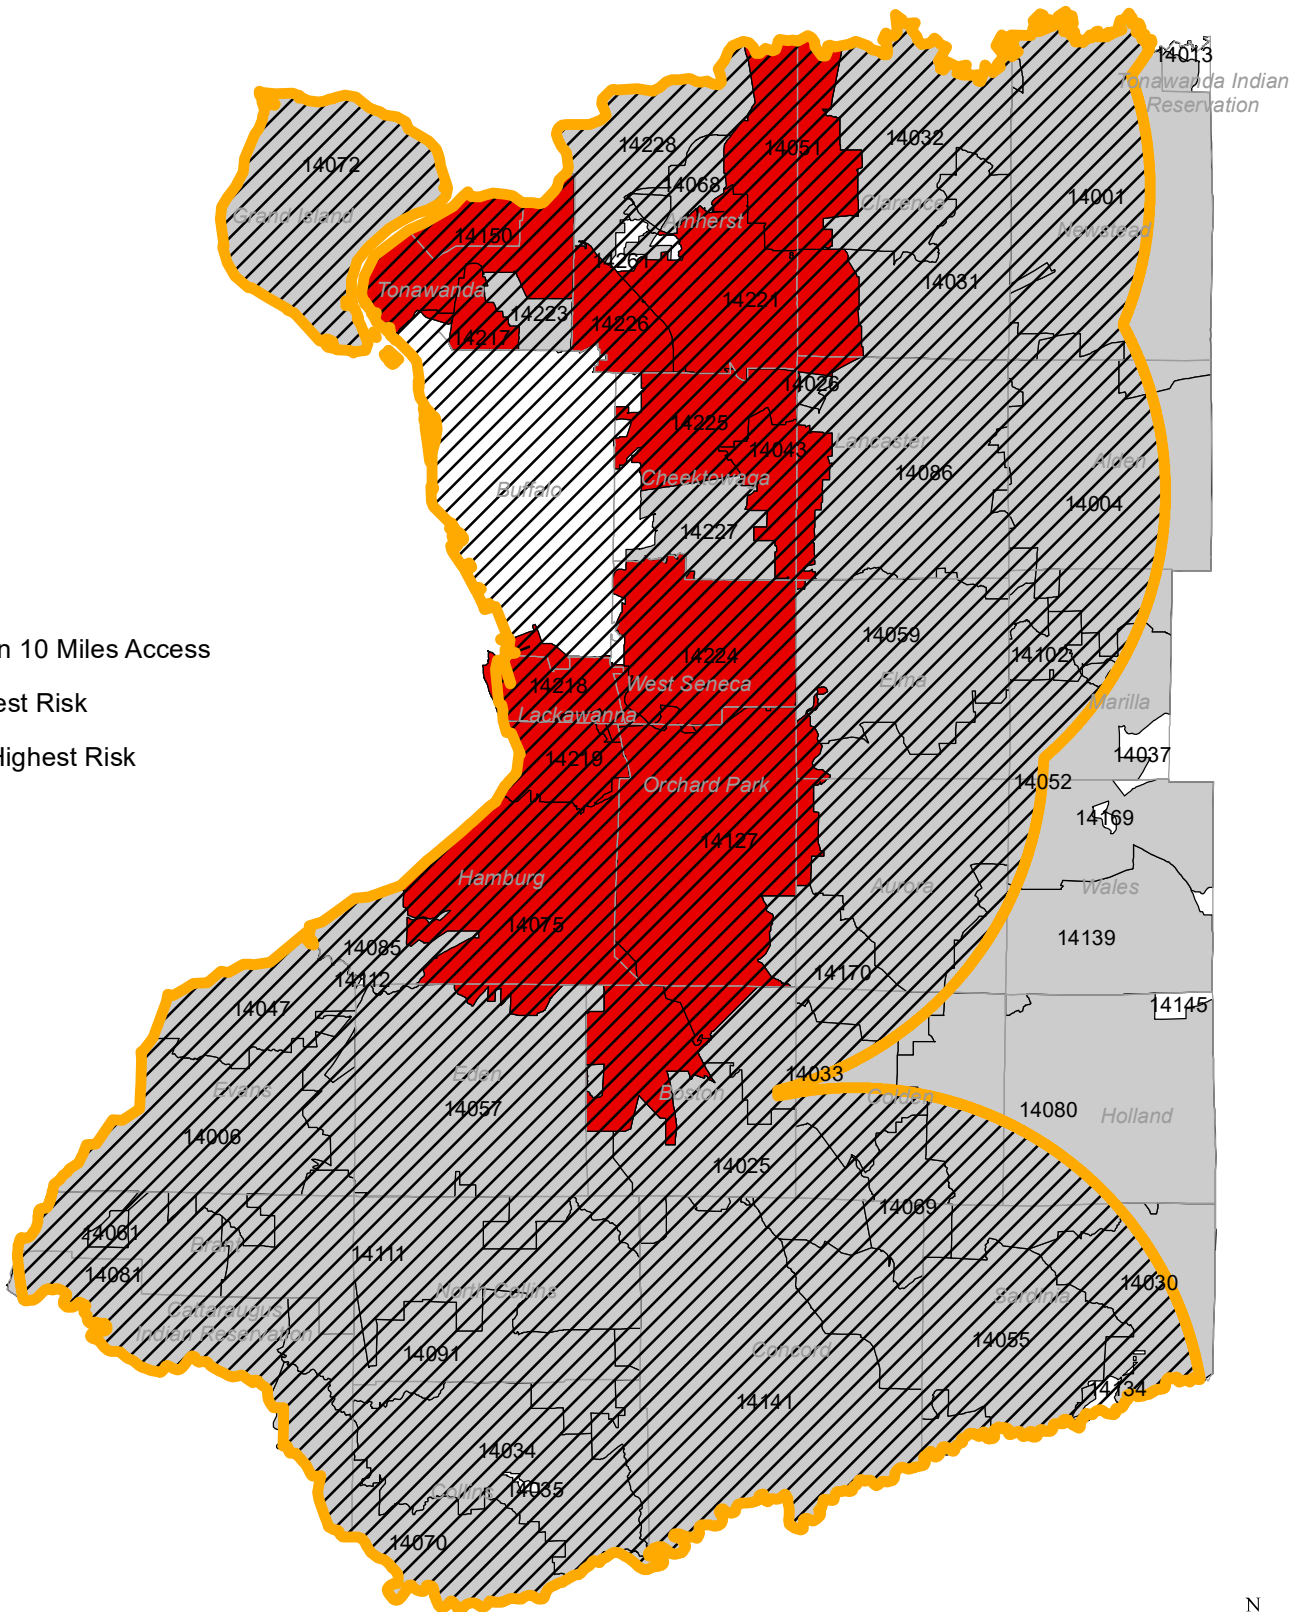 14013
Tonawanda Indian
Reservation
14072
Grand Island
14228
14068
Amherst
14051
14032
Clarence
14001
Newstead
14150
Tonawanda
14261
14031
14223
14226
14221
14217
14026
14225
14043
Lancaster
14086
Alden
14004
Cheektowaga
Buffalo
14227
n 10 Miles Access
est Risk
Highest Risk
14059
Elma
14102
Marilla
14224
West Seneca
14218
Lackawanna
14219
14037
14052
14169
Orchard Park
14127
Hamburg
14075
Aurora
Wales
14139
14085
14112
14170
14145
14047
Evans
14006
Eden
14057
Boston
14033
Colden
14080
Holland
14025
14069
14061
Brant
14081
14111
North Collins
Cattaraugus
Indian Reservation
14091
Concord
14141
Sardinia
14030
14055
14134
14034
Collins
14035
14070
N